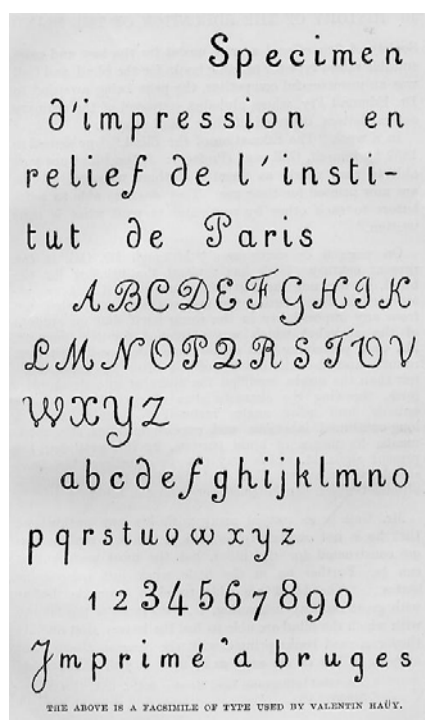 Specimen
d'impression en
relief de l'insti-
tut de Paris
ABCDEFGHIJK
LMNOPQRSTUV
WXYZ
abcdefghijklmno
pqrstuvwxyz
1234567890
Imprimé `a bruges
THE ABOVE IS A FACSIMILE OF TYPE USED BY VALENTIN HAÜY.